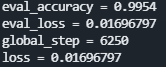 eval_accuracy = 0.9954
eval_loss = 0.01696797
global_step = 6250
loss = 0.01696797